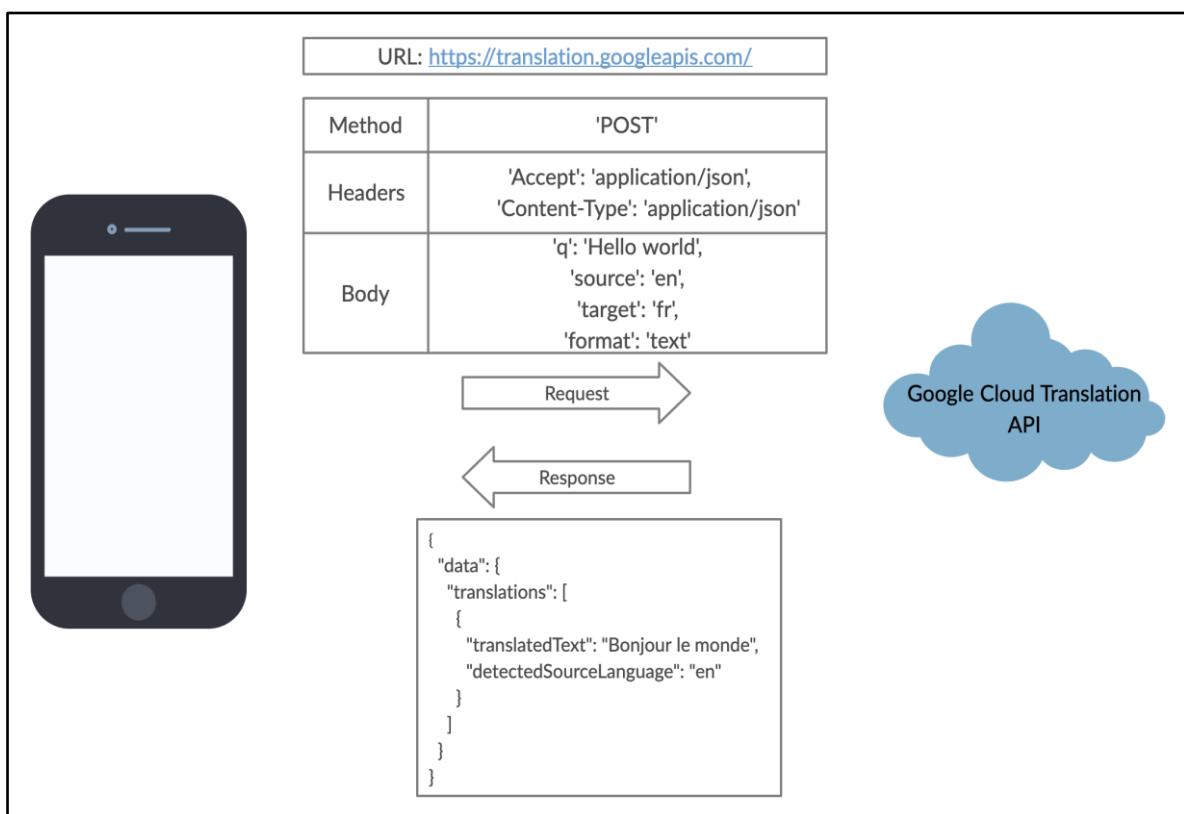 URL: https://translation.googleapis.com/
Method
'POST'
Headers
'Accept': 'application/json',
'Content-Type': 'application/json'
Body
'q': 'Hello world',
'source': 'en',
'target': 'fr',
'format': 'text'
Request
Google Cloud Translation
API
Response
{
"data": {
"translations": [
{
"translatedText": "Bonjour le monde",
"detectedSourceLanguage": "en"
}
]
}
}